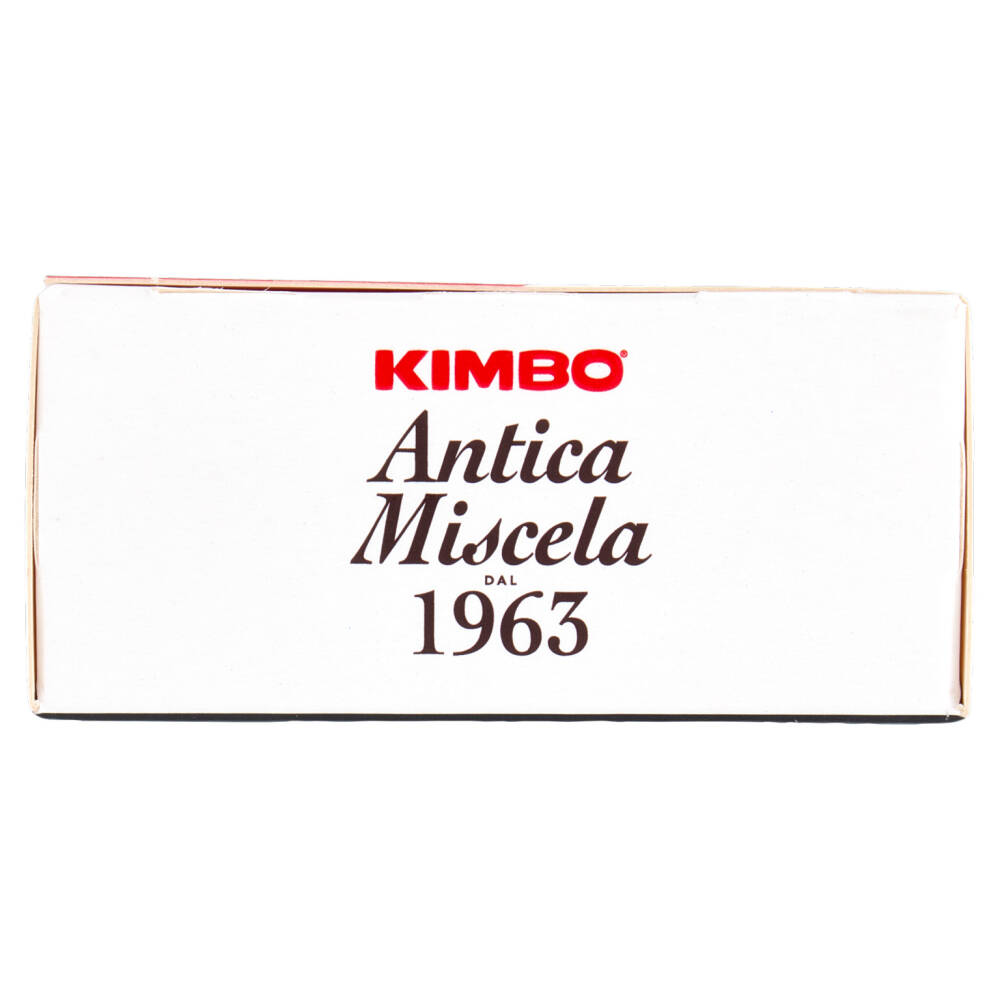 KIMBO®
Antica
Miscela
DAL
1963